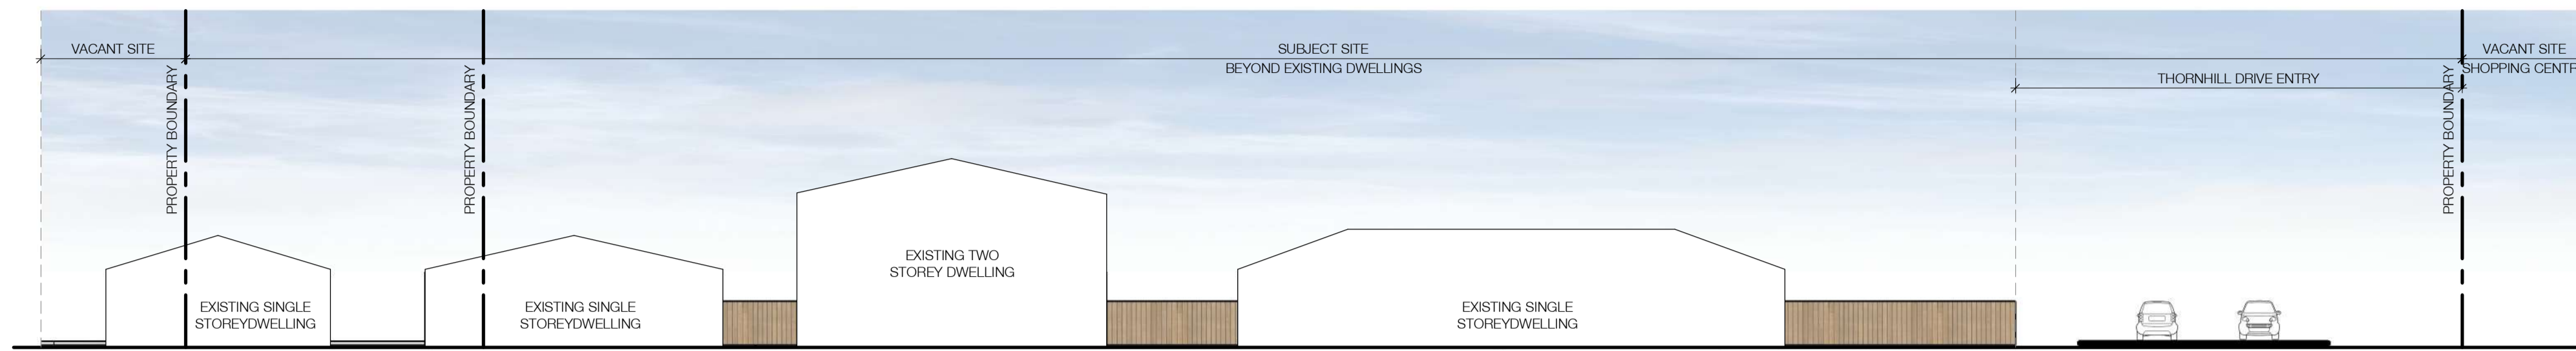 VACANT SITE
SUBJECT SITE
VACANT SITE
BEYOND EXISTING DWELLINGS
SHOPPING CENTR
THORNHILL DRIVE ENTRY
PROPERTY BOUNDARY
PROPERTY BOUNDARY
PROPERTY BOUNDARY
EXISTING SINGLE
STOREYDWELLING
EXISTING SINGLE
STOREYDWELLING
EXISTING TWO
STOREY DWELLING
EXISTING SINGLE
STOREYDWELLING